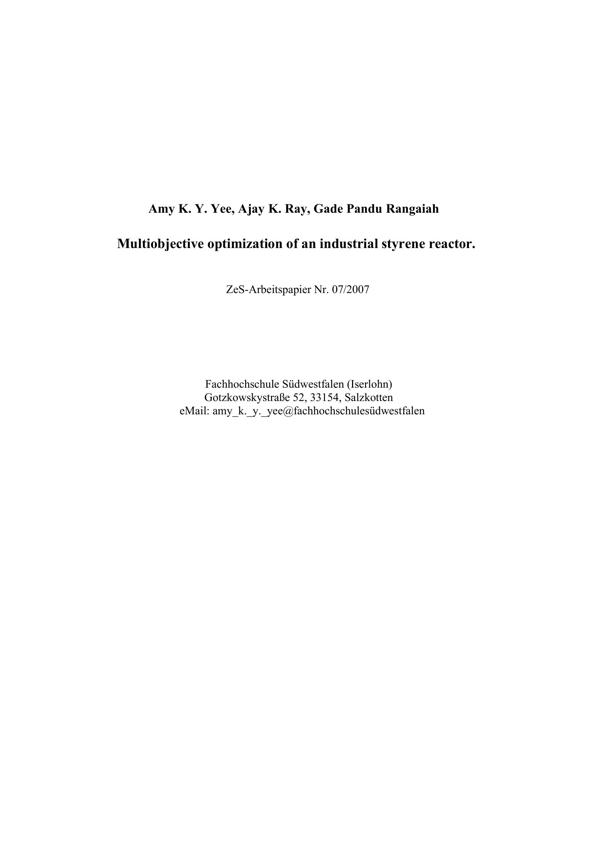 Amy K. Y. Yee, Ajay K. Ray, Gade Pandu Rangaiah
Multiobjective optimization of an industrial styrene reactor.
ZeS-Arbeitspapier Nr. 07/2007
Fachhochschule Südwestfalen (Iserlohn)
Gotzkowskystraße 52, 33154, Salzkotten
eMail: amy_k._y._yee@fachhochschulesüdwestfalen